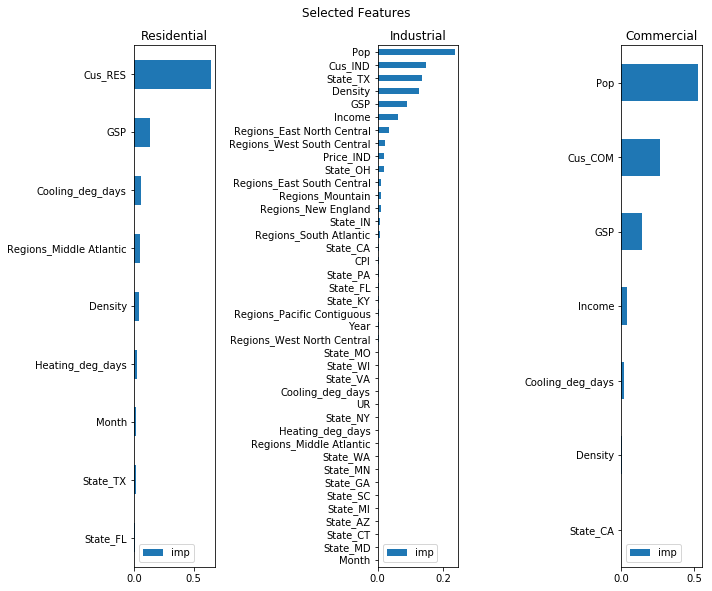 Selected Features
Residential
Cus_RES
GSP
Cooling_deg_days
Regions_Middle Atlantic
Density
Heating_deg_days
Month
State_TX
State_FL
imp
0.0
0.5
Industrial
Pop
Cus_IND
State_TX
Density
GSP
Income
Regions_East North Central
Regions_West South Central
Price_IND
State_OH
Regions_East South Central
Regions_Mountain
Regions_New England
State_IN
Regions_South Atlantic
State_CA
CPI
State_PA
State_FL
State_KY
Regions_Pacific Contiguous
Year
Regions_West North Central
State_MO
State_WI
State_VA
Cooling_deg_days
UR
State_NY
Heating_deg_days
Regions_Middle Atlantic
State_WA
State_MN
State_GA
State_SC
State_MI
State_AZ
State_CT
State_MD
Month
imp
0.0
0.2
Commercial
Pop
Cus_COM
GSP
Income
Cooling_deg_days
Density
State_CA
imp
0.0
0.5